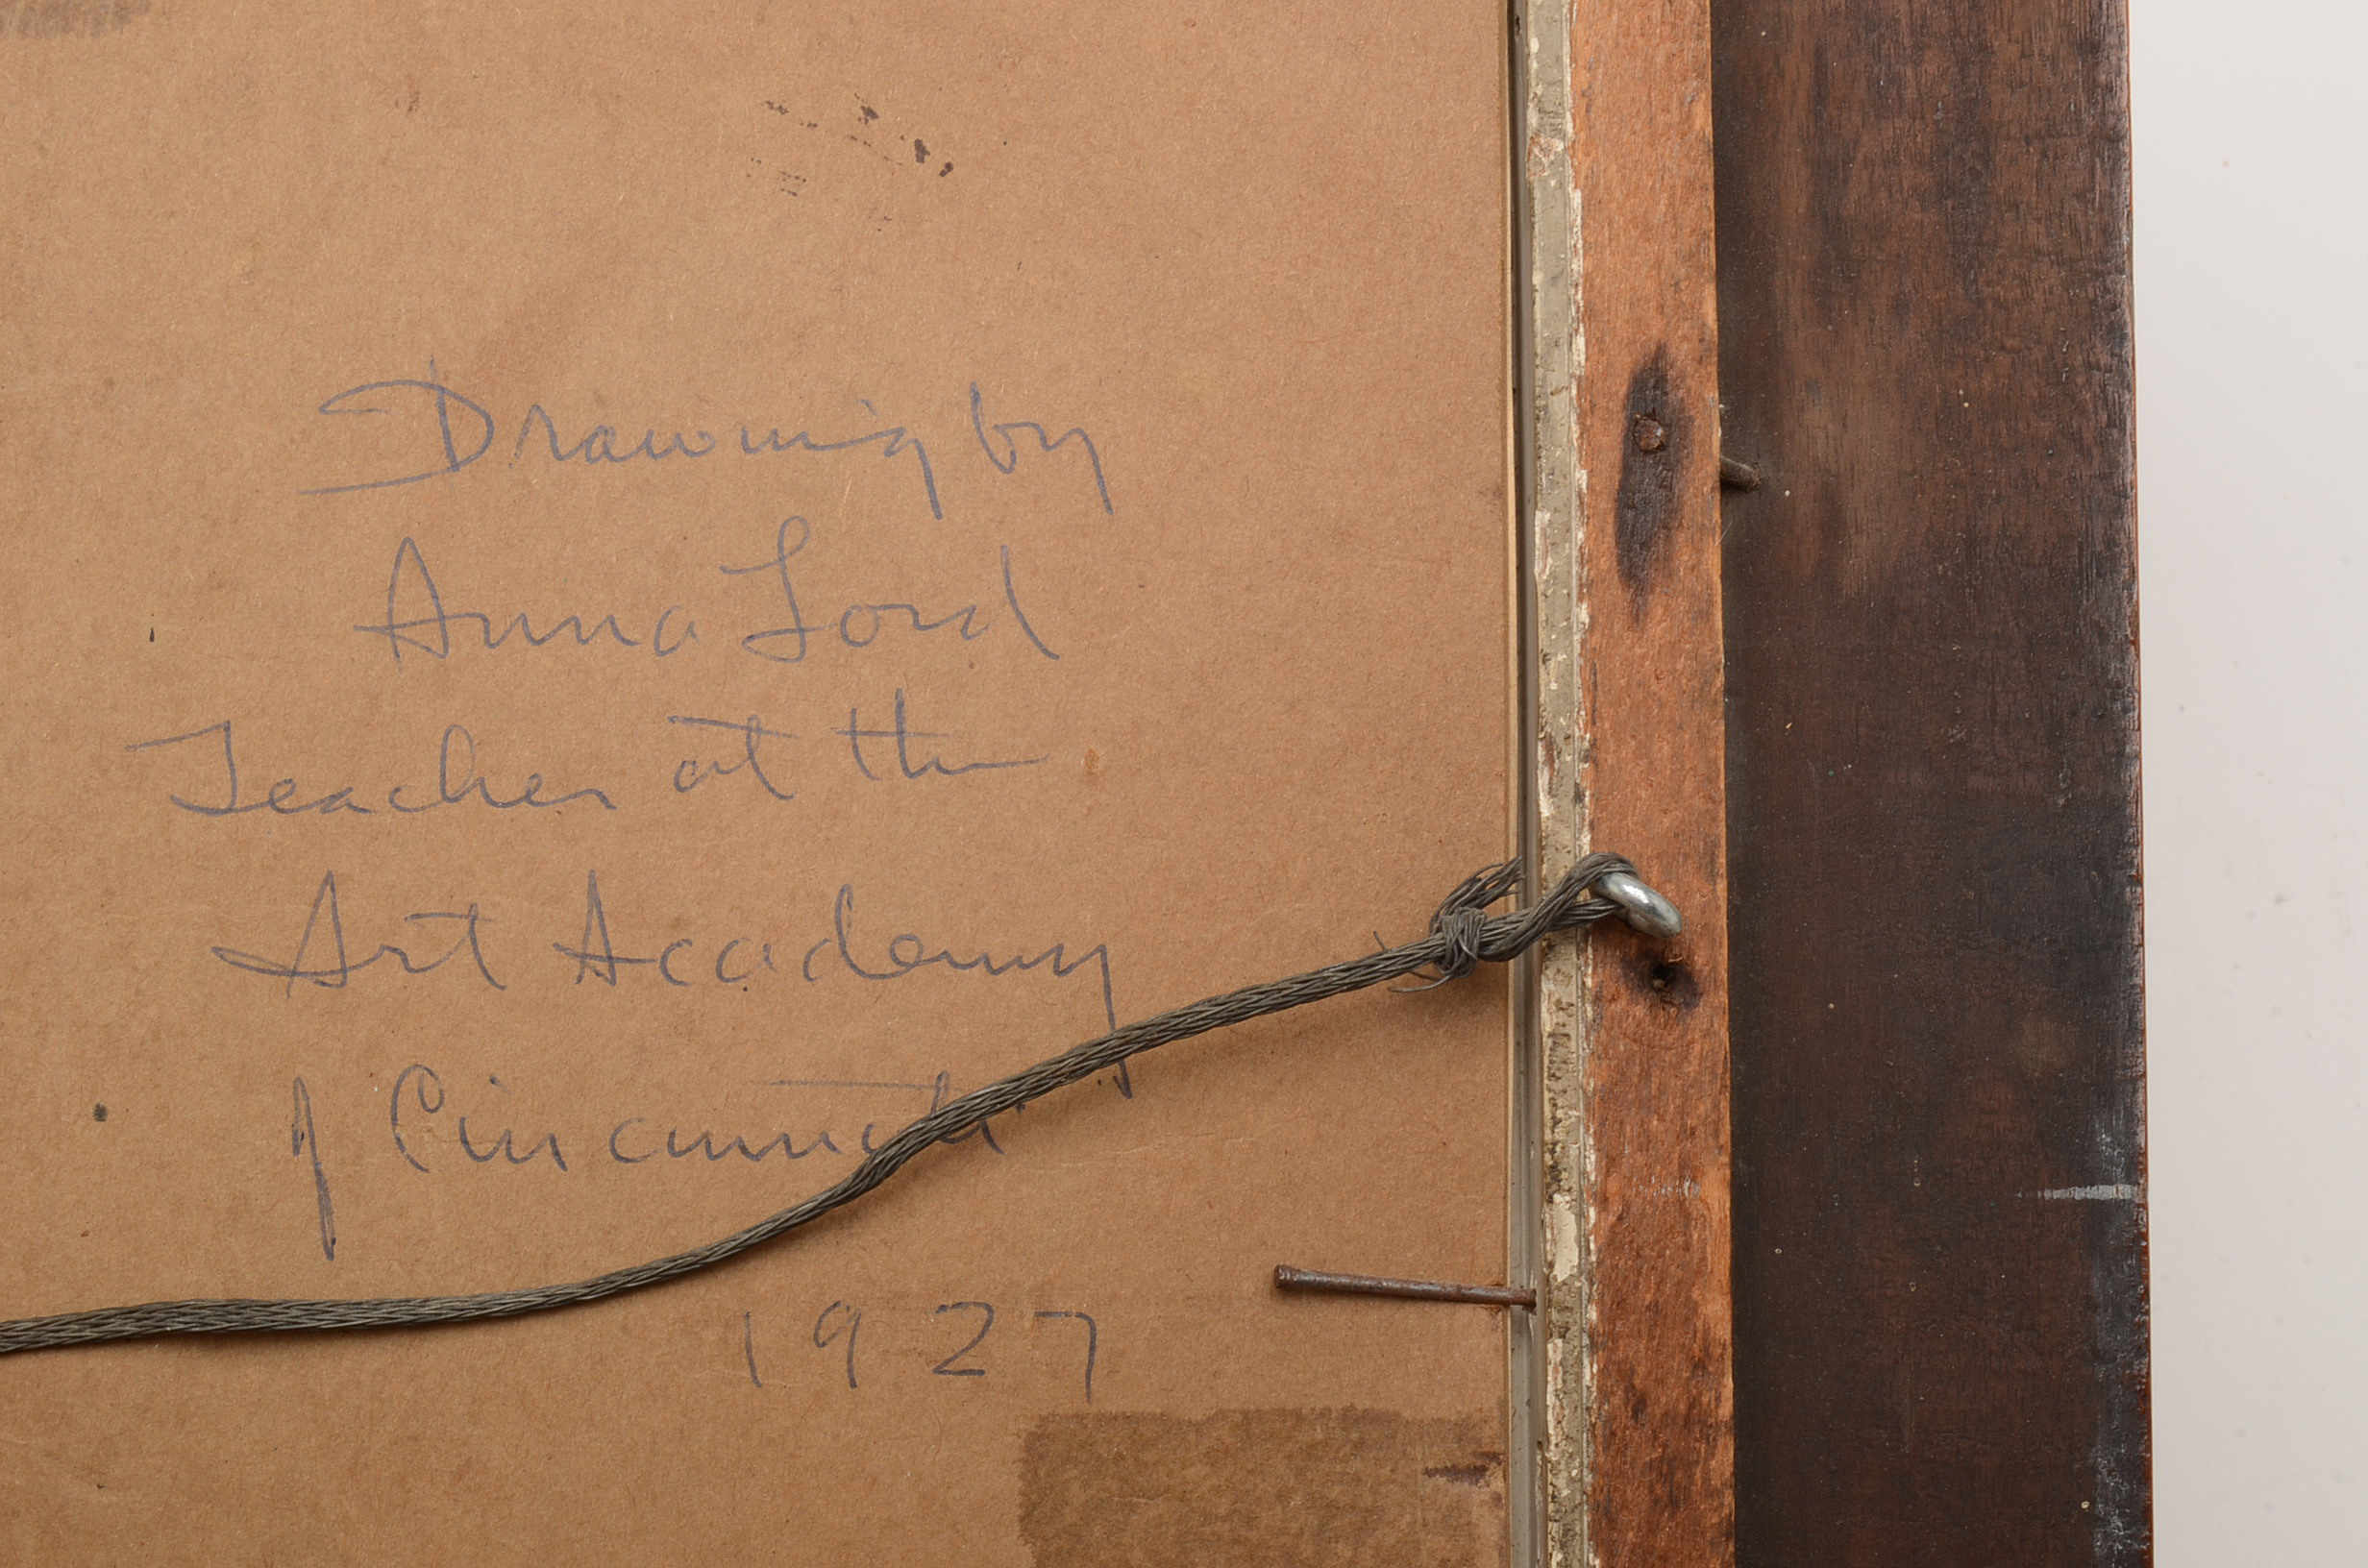 Drawing by
Anna Lord
Teacher at the
Art Academy
of Cincinnati
1927